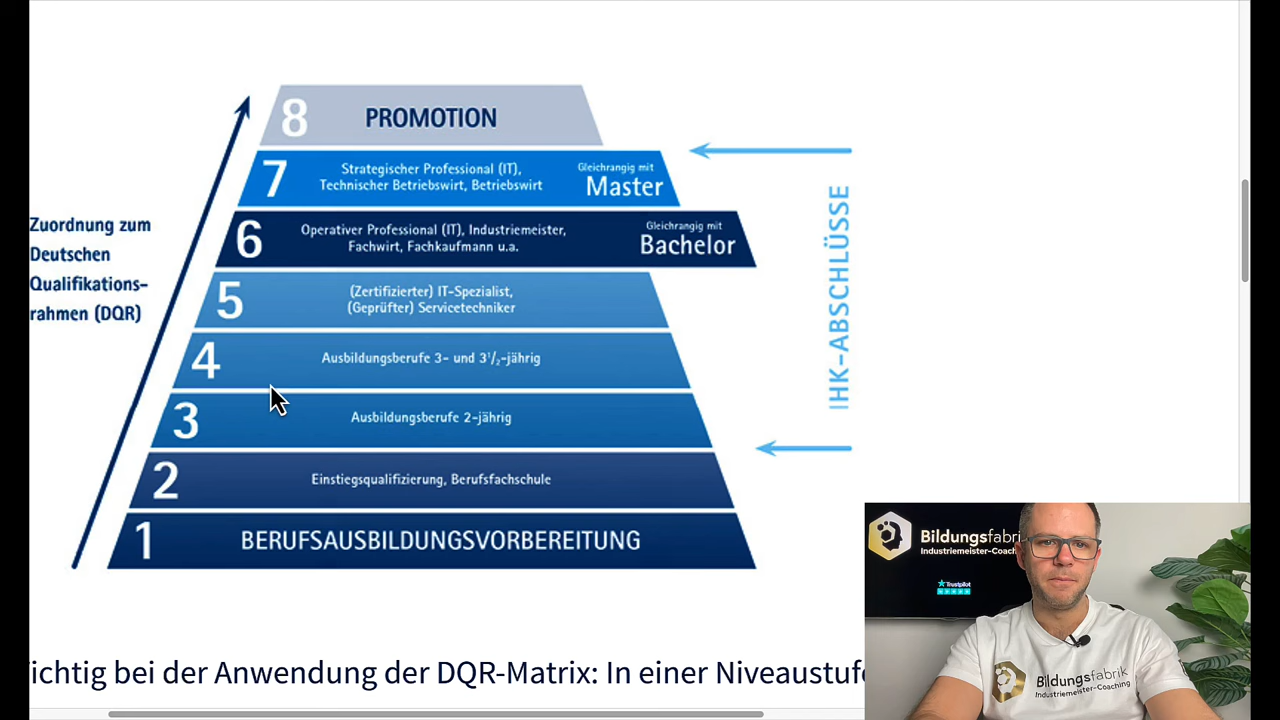 8
PROMOTION
7
Strategischer Professional (IT),
Technischer Betriebswirt, Betriebswirt
Gleichrangig mit
Master
6
Operativer Professional (IT), Industriemeister,
Fachwirt, Fachkaufmann u.a.
Gleichrangig mit
Bachelor
Zuordnung zum
Deutschen
Qualifikations-
rahmen (DQR)
5
(Zertifizierter) IT-Spezialist,
(Geprüfter) Servicetechniker
4
Ausbildungsberufe 3- und 3½-jährig
3
Ausbildungsberufe 2-jährig
2
Einstiegsqualifizierung, Berufsfachschule
1
BERUFSAUSBILDUNGSVORBEREITUNG
IHK-ABSCHLÜSSE
ichtig bei der Anwendung der DQR-Matrix: In einer Niveaustufe
Bildungsfabrik
Industriemeister-Coaching
Trustpilot
Bildungsfabrik
Industriemeister-Coaching